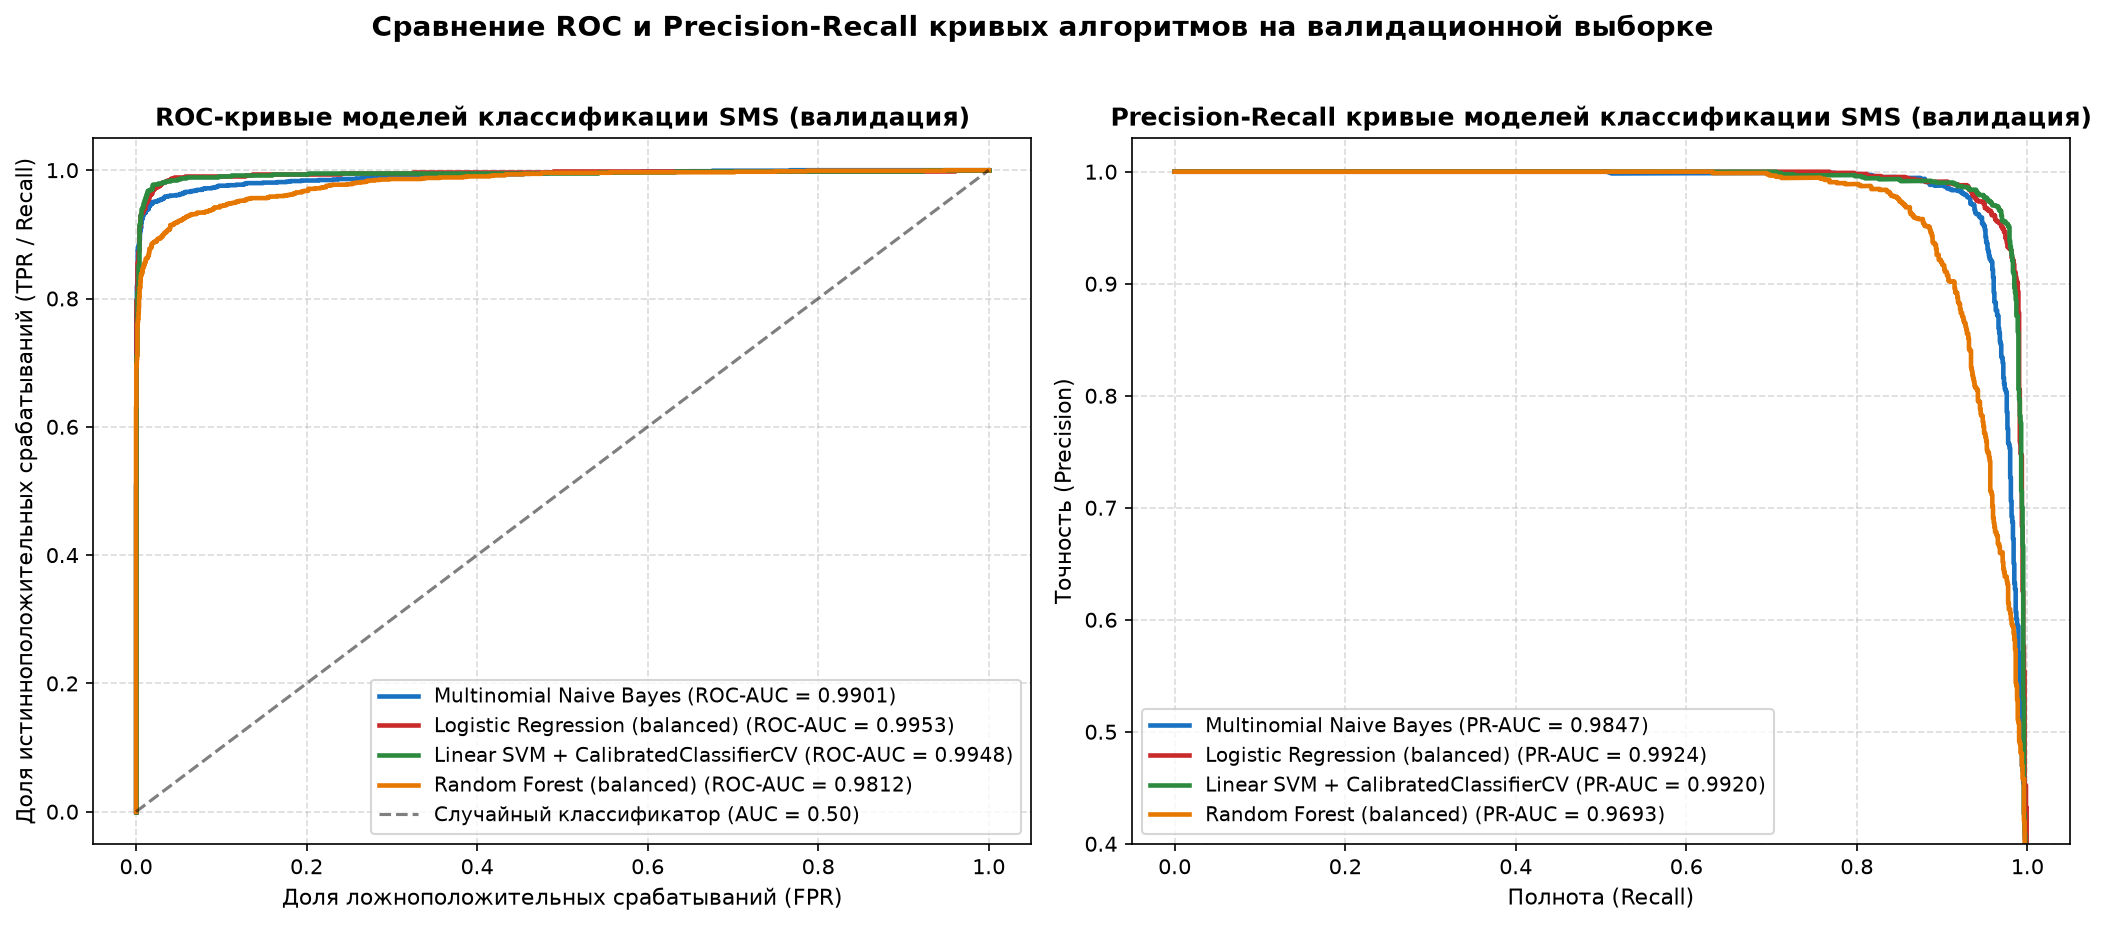 Сравнение ROC и Precision-Recall кривых алгоритмов на валидационной выборке
ROC-кривые моделей классификации SMS (валидация)
Доля истинноположительных срабатываний (TPR / Recall)
1.0
0.8
0.6
0.4
0.2
0.0
Multinomial Naive Bayes (ROC-AUC = 0.9901)
Logistic Regression (balanced) (ROC-AUC = 0.9953)
Linear SVM + CalibratedClassifierCV (ROC-AUC = 0.9948)
Random Forest (balanced) (ROC-AUC = 0.9812)
Случайный классификатор (AUC = 0.50)
0.0 0.2 0.4 0.6 0.8 1.0
Доля ложноположительных срабатываний (FPR)
Precision-Recall кривые моделей классификации SMS (валидация)
Точность (Precision)
1.0
0.9
0.8
0.7
0.6
0.5
0.4
Multinomial Naive Bayes (PR-AUC = 0.9847)
Logistic Regression (balanced) (PR-AUC = 0.9924)
Linear SVM + CalibratedClassifierCV (PR-AUC = 0.9920)
Random Forest (balanced) (PR-AUC = 0.9693)
0.0 0.2 0.4 0.6 0.8 1.0
Полнота (Recall)